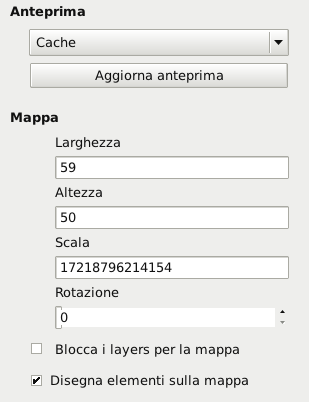 Anteprima
Cache
Aggiorna anteprima
Mappa
Larghezza
59
Altezza
50
Scala
17218796214154
Rotazione
0
Blocca i layers per la mappa
Disegna elementi sulla mappa